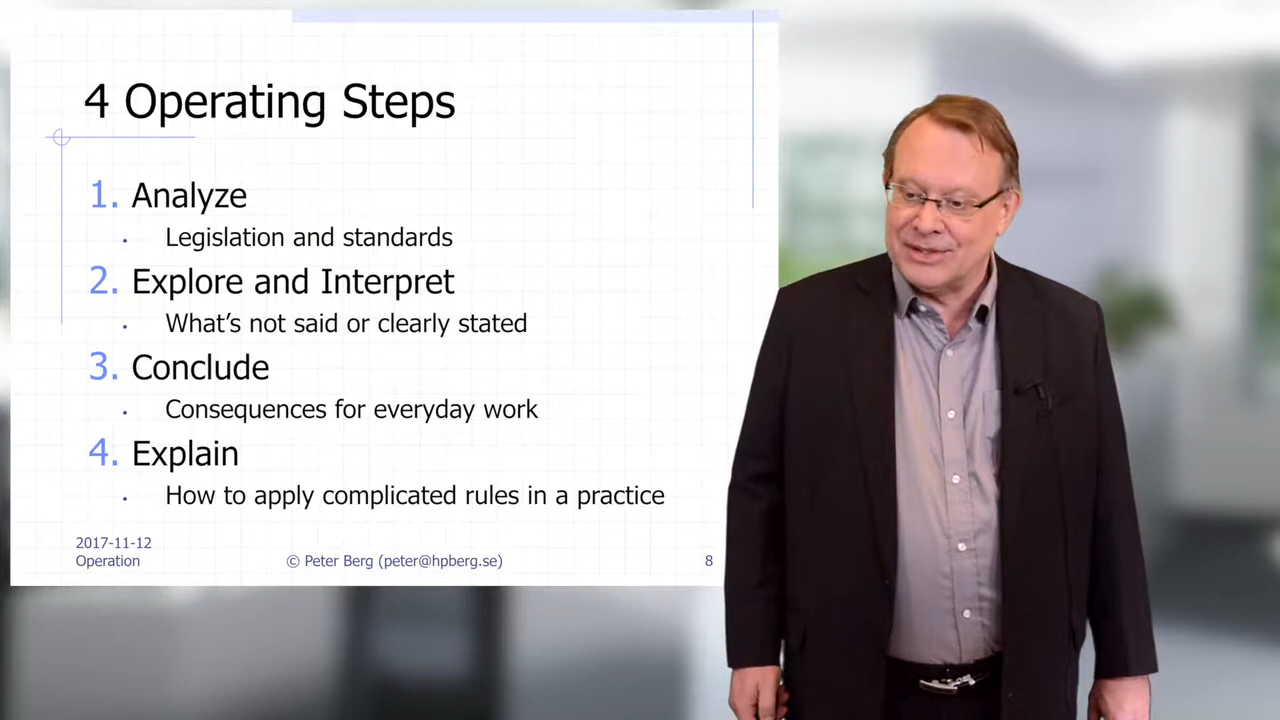 4 Operating Steps
1. Analyze
• Legislation and standards
2. Explore and Interpret
• What's not said or clearly stated
3. Conclude
• Consequences for everyday work
4. Explain
• How to apply complicated rules in a practice
2017-11-12
Operation
© Peter Berg (peter@hpberg.se)
8